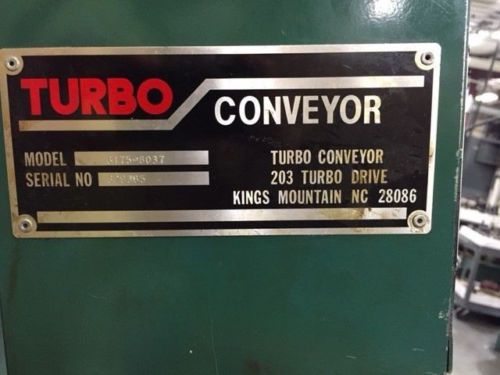 TURBO CONVEYOR
MODEL
SERIAL NO
TURBO CONVEYOR
203 TURBO DRIVE
KINGS MOUNTAIN NC 28086